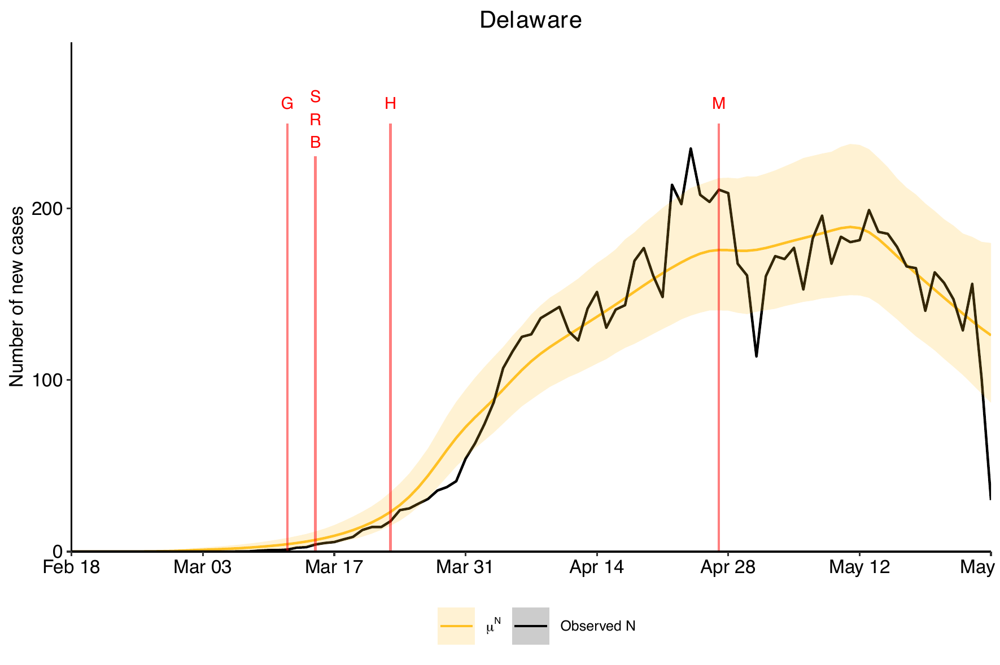 Delaware
G
S
R
B
H
M
Number of new cases
200
100
0
Feb 18
Mar 03
Mar 17
Mar 31
Apr 14
Apr 28
May 12
May
μN
Observed N